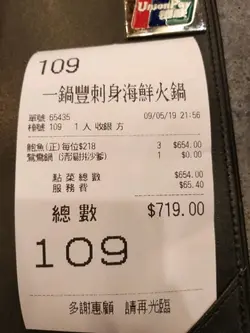 UnionPay
109
一鍋豐刺身海鮮火鍋
單號 65435 09/05/19 21:56
檯號 109 1 人 收銀 方
鮑魚(正)每位$218 3 $654.00
鴛鴦鍋 1 $0.00
點菜總數 $654.00
服務費 $65.40
總數 $719.00
109
多謝惠顧 請再光臨